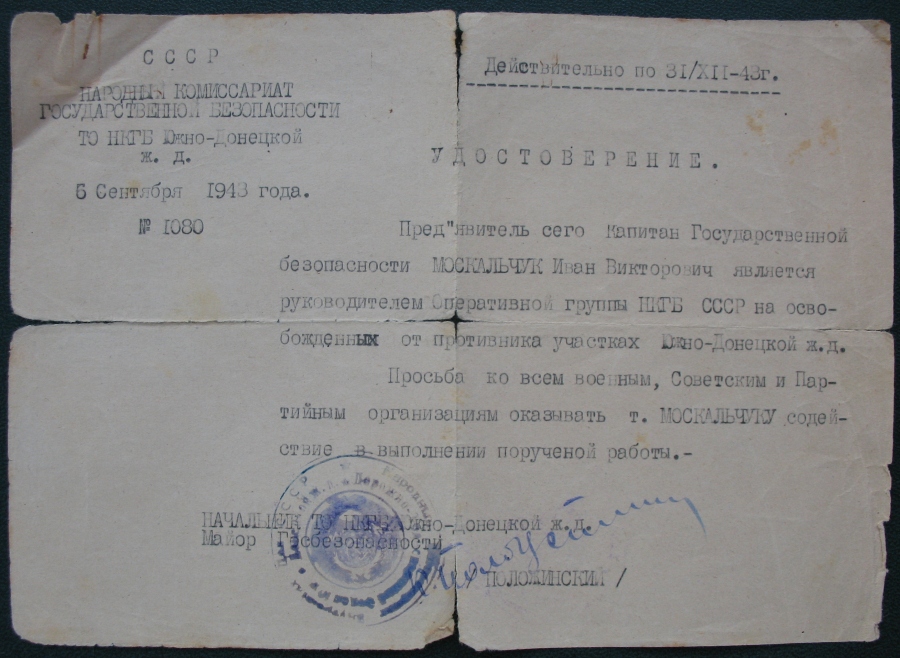 СССР
НАРОДНЫЙ КОМИССАРИАТ
ГОСУДАРСТВЕННОЙ БЕЗОПАСНОСТИ
ТО НКГБ Южно-Донецкой
ж. д.
5 Сентября 1943 года.
№ 1080
Действительно по 31/XII-43г.
УДОСТОВЕРЕНИЕ.
Пред"явитель сего Капитан Государственной
безопасности МОСКАЛЬЧУК Иван Викторович является
руководителем Оперативной группы НКГБ СССР на осво-
божденных от противника участках Южно-Донецкой ж.д.
Просьба ко всем военным, Советским и Пар-
тийным организациям оказывать т. МОСКАЛЬЧУКУ содей-
ствие в выполнении порученой работы.-
НАЧАЛЬНИК ТО НКГБ Южно-Донецкой ж.д.
Майор Госбезопасности
ПОЛОЖИНСКИЙ /